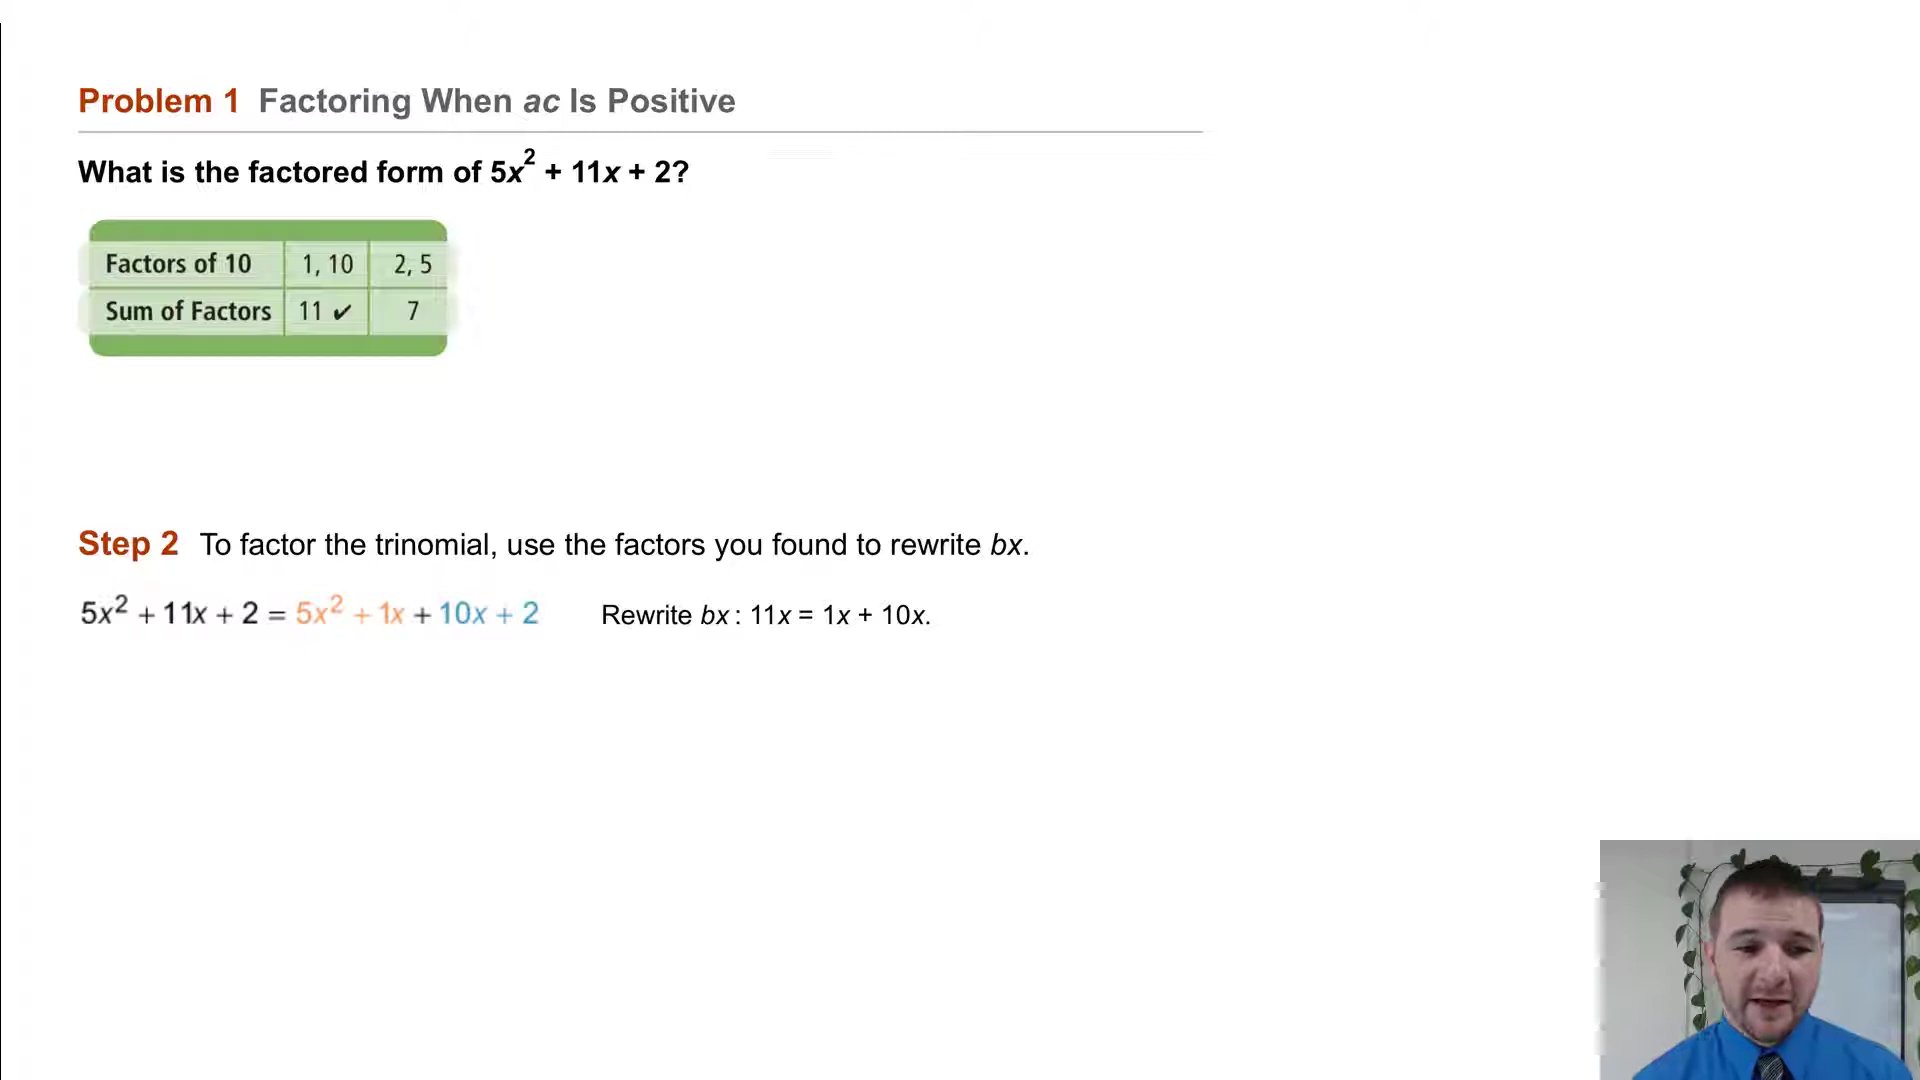 Problem 1 Factoring When ac Is Positive
What is the factored form of 5x² + 11x + 2?
Factors of 10 1, 10 2, 5
Sum of Factors 11 ✔ 7
Step 2 To factor the trinomial, use the factors you found to rewrite bx.
5x² + 11x + 2 = 5x² + 1x + 10x + 2 Rewrite bx : 11x = 1x + 10x.